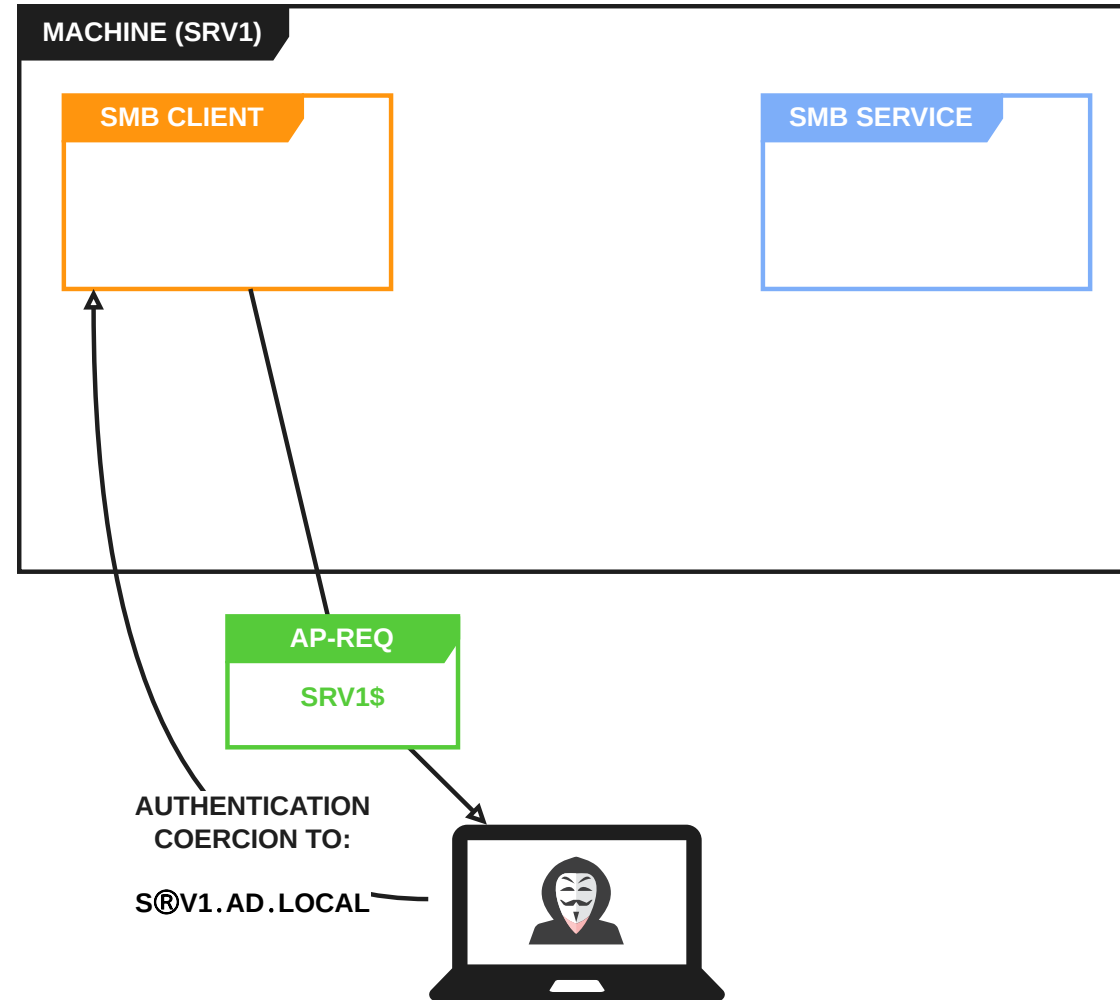 MACHINE (SRV1)
SMB CLIENT
SMB SERVICE
AP-REQ
SRV1$
AUTHENTICATION
COERCION TO:
SⓇV1.AD.LOCAL